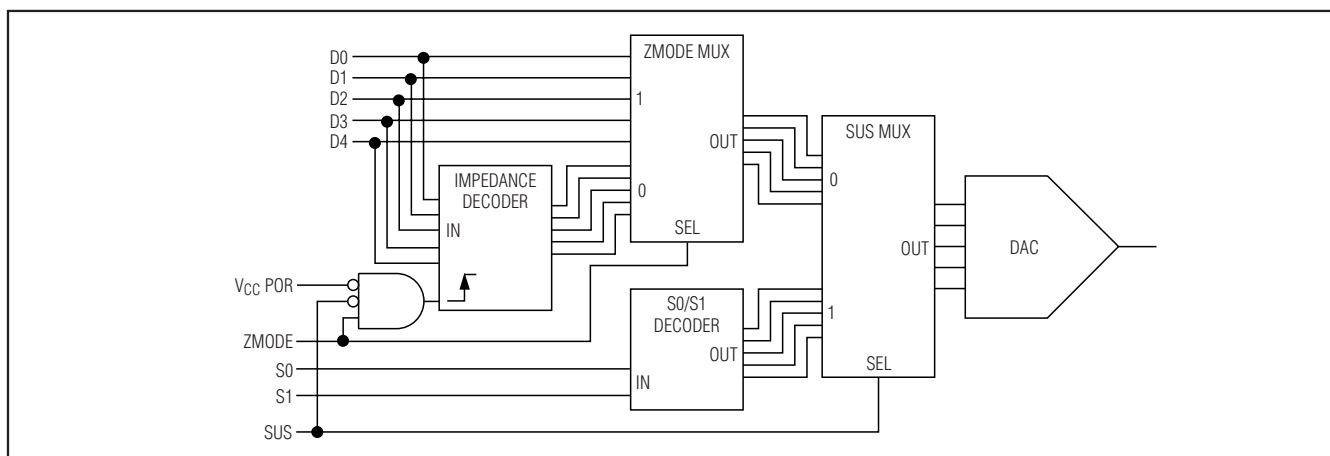 D0
D1
D2
D3
D4
ZMODE MUX
1
0
OUT
SEL
IMPEDANCE
DECODER
IN
VCC POR
ZMODE
S0
S1
SUS
S0/S1
DECODER
OUT
IN
SUS MUX
0
OUT
1
SEL
DAC